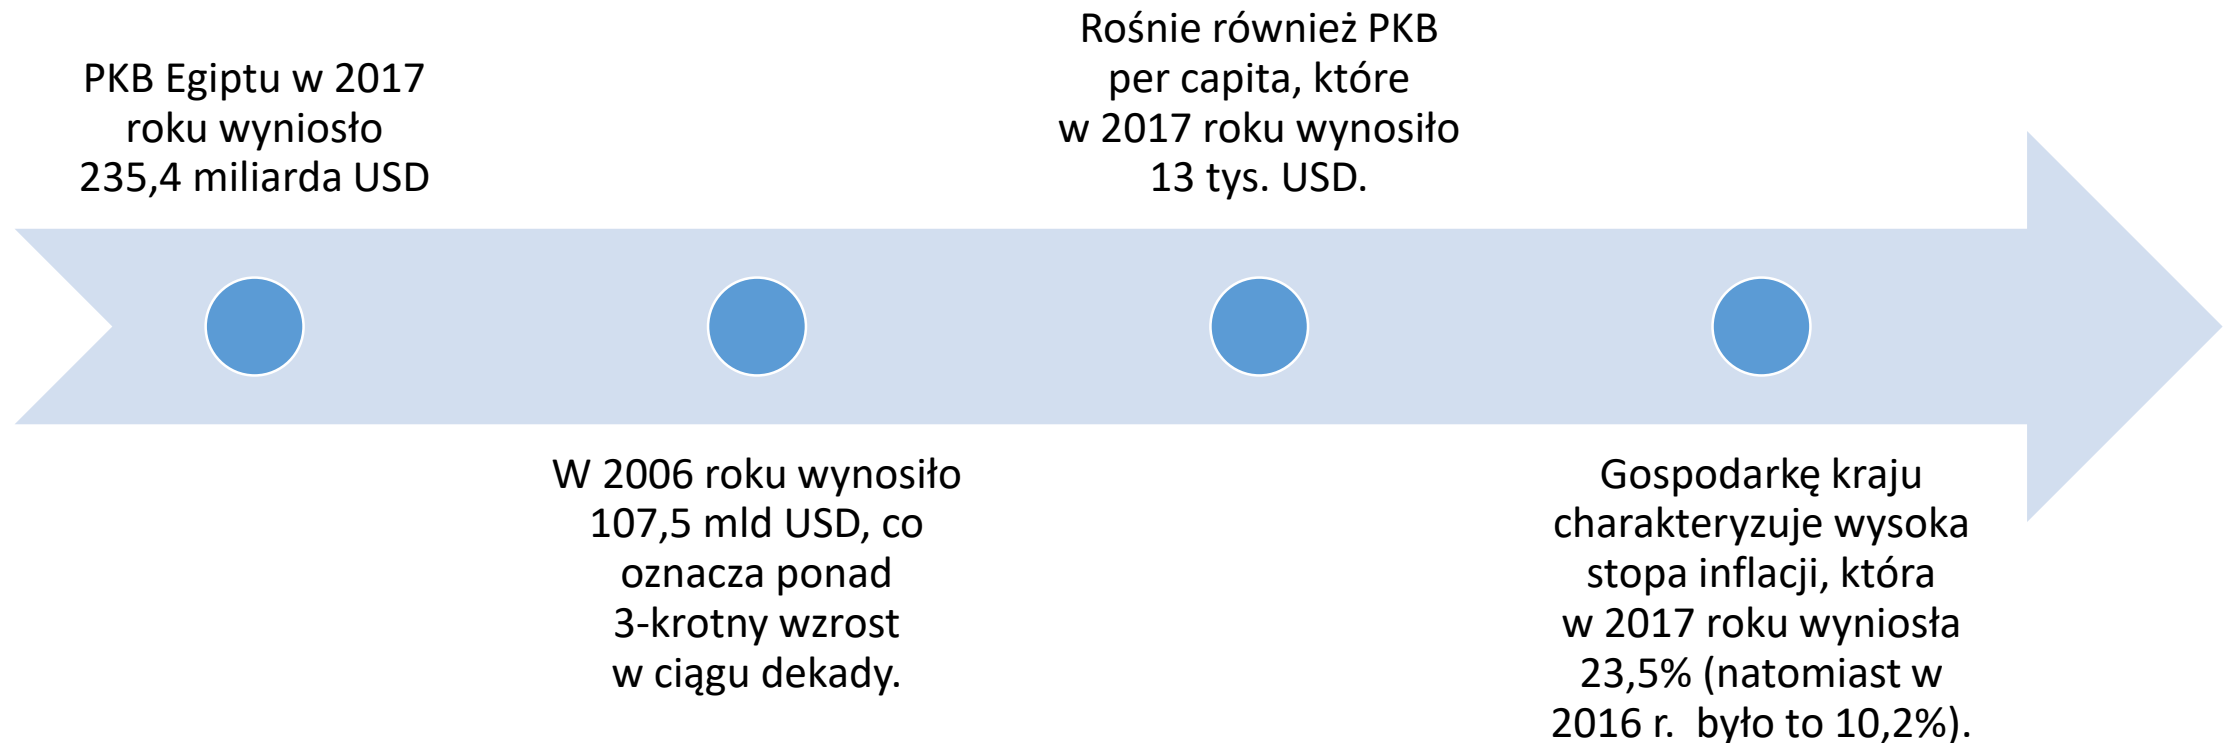 PKB Egiptu w 2017
roku wyniosło
235,4 miliarda USD
W 2006 roku wynosiło
107,5 mld USD, co
oznacza ponad
3-krotny wzrost
w ciągu dekady.
Rośnie również PKB
per capita, które
w 2017 roku wynosiło
13 tys. USD.
Gospodarkę kraju
charakteryzuje wysoka
stopa inflacji, która
w 2017 roku wyniosła
23,5% (natomiast w
2016 r. było to 10,2%).